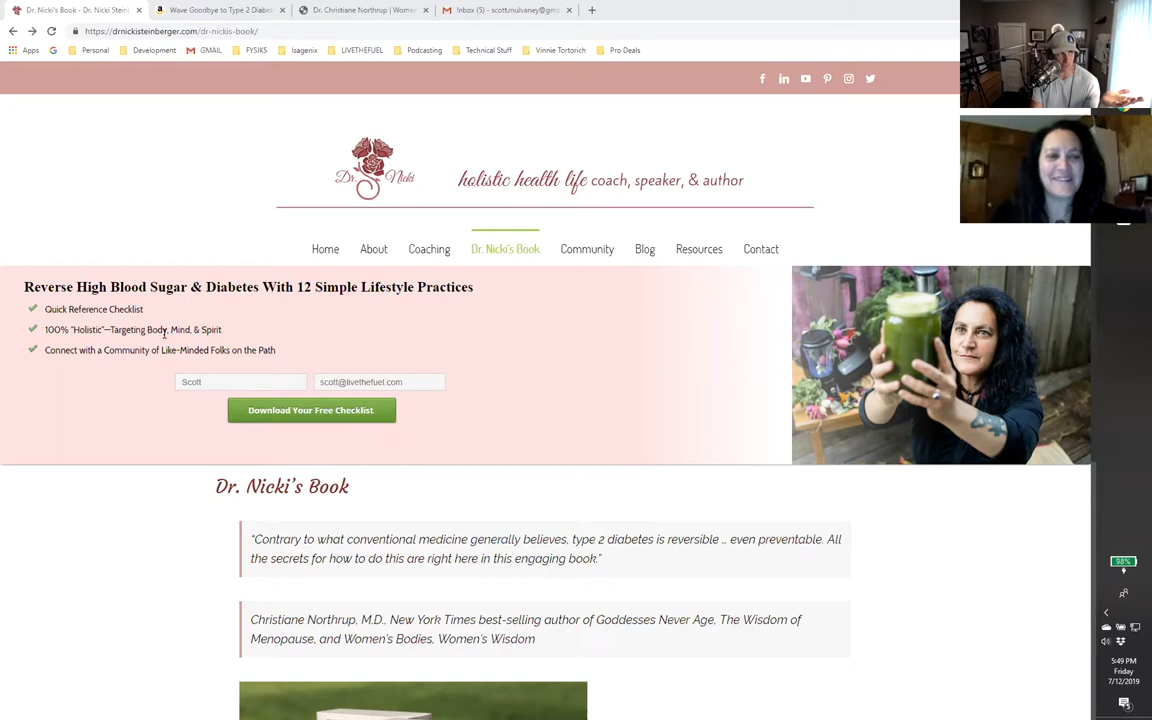 Dr. Nicki's Book - Dr. Nicki Stein
Wave Goodbye to Type 2 Diabet
Dr. Christiane Northrup | Wome
Inbox (5) - scott.mulvaney@gm
https://drnickisteinberger.com/dr-nickis-book/
Apps
Personal
Development
GMAIL
FYSIKS
Isagenix
LIVETHEFUEL
Podcasting
Technical Stuff
Vinnie Tortorich
Pro Deals
Dr. Nicki
holistic health life coach, speaker, & author
Home
About
Coaching
Dr. Nicki's Book
Community
Blog
Resources
Contact
Reverse High Blood Sugar & Diabetes With 12 Simple Lifestyle Practices
Quick Reference Checklist
100% "Holistic"—Targeting Body, Mind, & Spirit
Connect with a Community of Like-Minded Folks on the Path
Scott
scott@livethefuel.com
Download Your Free Checklist
Dr. Nicki's Book
"Contrary to what conventional medicine generally believes, type 2 diabetes is reversible … even preventable. All
the secrets for how to do this are right here in this engaging book."
Christiane Northrup, M.D., New York Times best-selling author of Goddesses Never Age, The Wisdom of
Menopause, and Women's Bodies, Women's Wisdom
98%
5:49 PM
Friday
7/12/2019